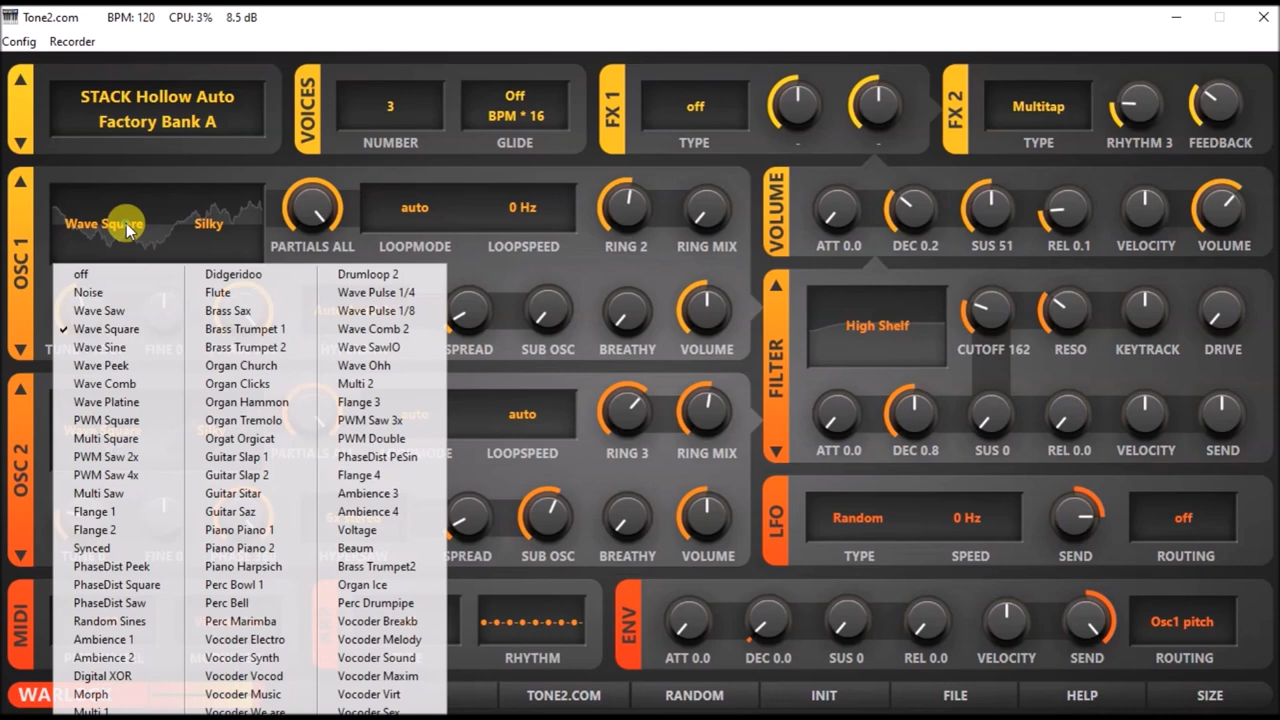 Tone2.com BPM: 120 CPU: 3% 8.5 dB
Config Recorder
STACK Hollow Auto
Factory Bank A
VOICES
3
NUMBER
Off
BPM * 16
GLIDE
FX 1
off
TYPE
-
-
FX 2
Multitap
TYPE
RHYTHM 3
FEEDBACK
OSC 1
Wave Square Silky
PARTIALS ALL
auto 0 Hz
LOOPMODE LOOPSPEED
RING 2
RING MIX
SPREAD
SUB OSC
BREATHY
VOLUME
VOLUME
ATT 0.0
DEC 0.2
SUS 51
REL 0.1
VELOCITY
VOLUME
off
Noise
Wave Saw
Wave Square
Wave Sine
Wave Peek
Wave Comb
Wave Platine
PWM Square
Multi Square
PWM Saw 2x
PWM Saw 4x
Multi Saw
Flange 1
Flange 2
Synced
PhaseDist Peek
PhaseDist Square
PhaseDist Saw
Random Sines
Ambience 1
Ambience 2
Digital XOR
Morph
Multi 1
Didgeridoo
Flute
Brass Sax
Brass Trumpet 1
Brass Trumpet 2
Organ Church
Organ Clicks
Organ Hammon
Organ Tremolo
Orgat Orgicat
Guitar Slap 1
Guitar Slap 2
Guitar Sitar
Guitar Saz
Piano Piano 1
Piano Piano 2
Piano Harpsich
Perc Bowl 1
Perc Bell
Perc Marimba
Vocoder Electro
Vocoder Synth
Vocoder Vocod
Vocoder Music
Vocoder We are
Drumloop 2
Wave Pulse 1/4
Wave Pulse 1/8
Wave Comb 2
Wave SawIO
Wave Ohh
Multi 2
Flange 3
PWM Saw 3x
PWM Double
PhaseDist PeSin
Flange 4
Ambience 3
Ambience 4
Voltage
Beaum
Brass Trumpet2
Organ Ice
Perc Drumpipe
Vocoder Breakb
Vocoder Melody
Vocoder Sound
Vocoder Maxim
Vocoder Virt
Vocoder Sex
OSC 2
auto
LOOPSPEED
RING 3
RING MIX
SPREAD
SUB OSC
BREATHY
VOLUME
FILTER
High Shelf
CUTOFF 162
RESO
KEYTRACK
DRIVE
ATT 0.0
DEC 0.8
SUS 0
REL 0.0
VELOCITY
SEND
LFO
Random 0 Hz
TYPE SPEED
SEND
off
ROUTING
MIDI
RHYTHM
ENV
ATT 0.0
DEC 0.0
SUS 0
REL 0.0
VELOCITY
SEND
Osc1 pitch
ROUTING
TONE2.COM RANDOM INIT FILE HELP SIZE